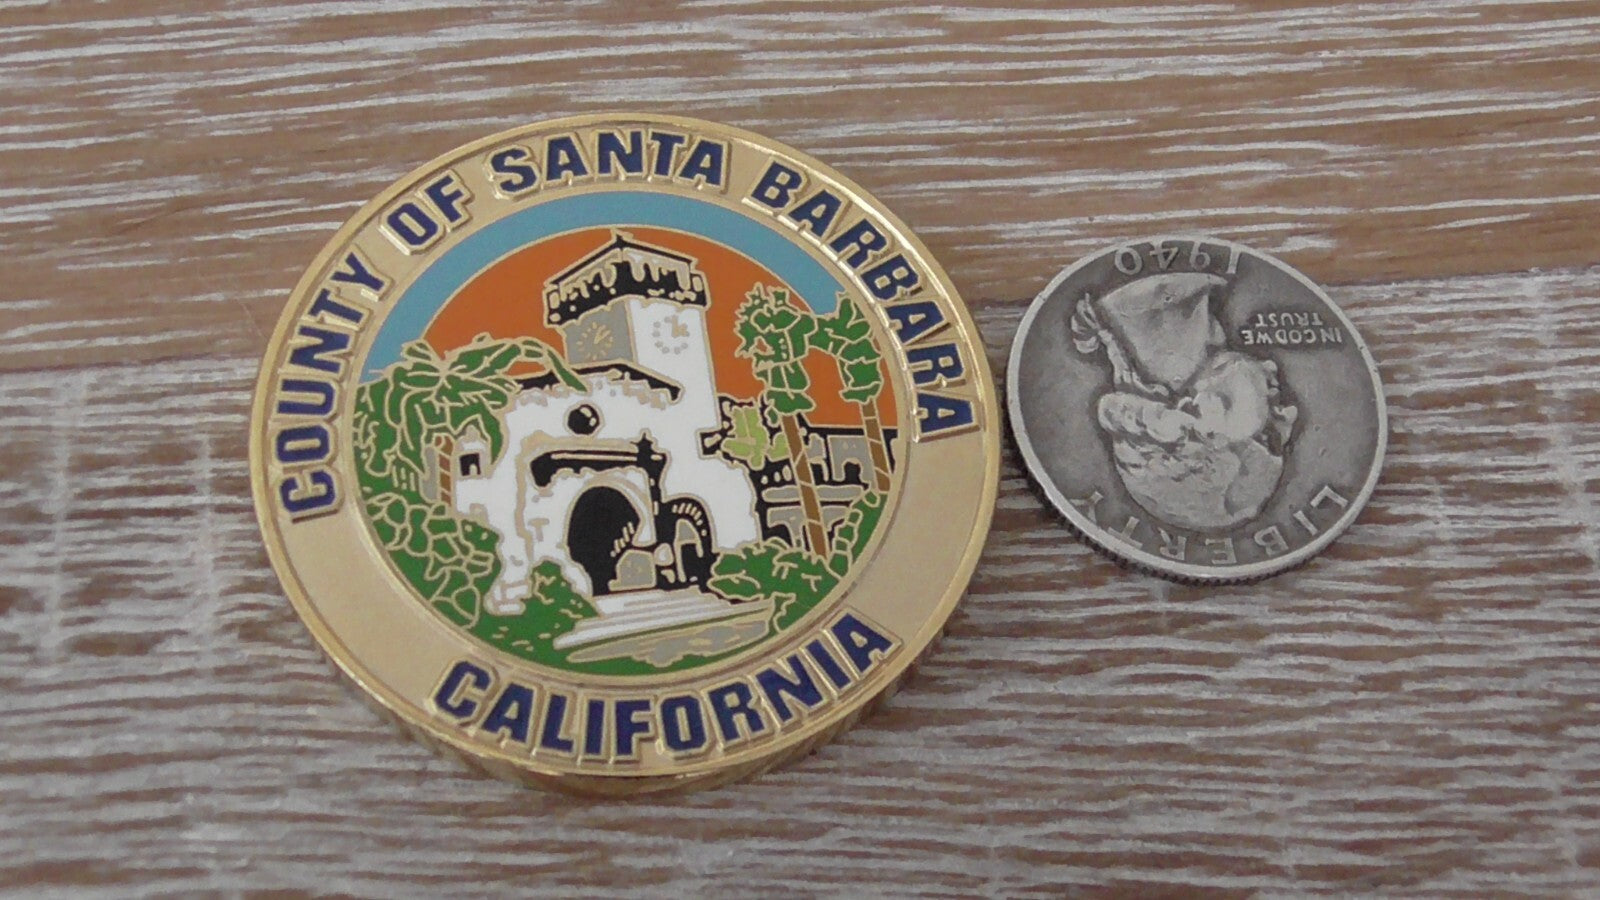 COUNTY OF SANTA BARBARA
CALIFORNIA
LIBERTY
IN GOD WE
TRUST
1940